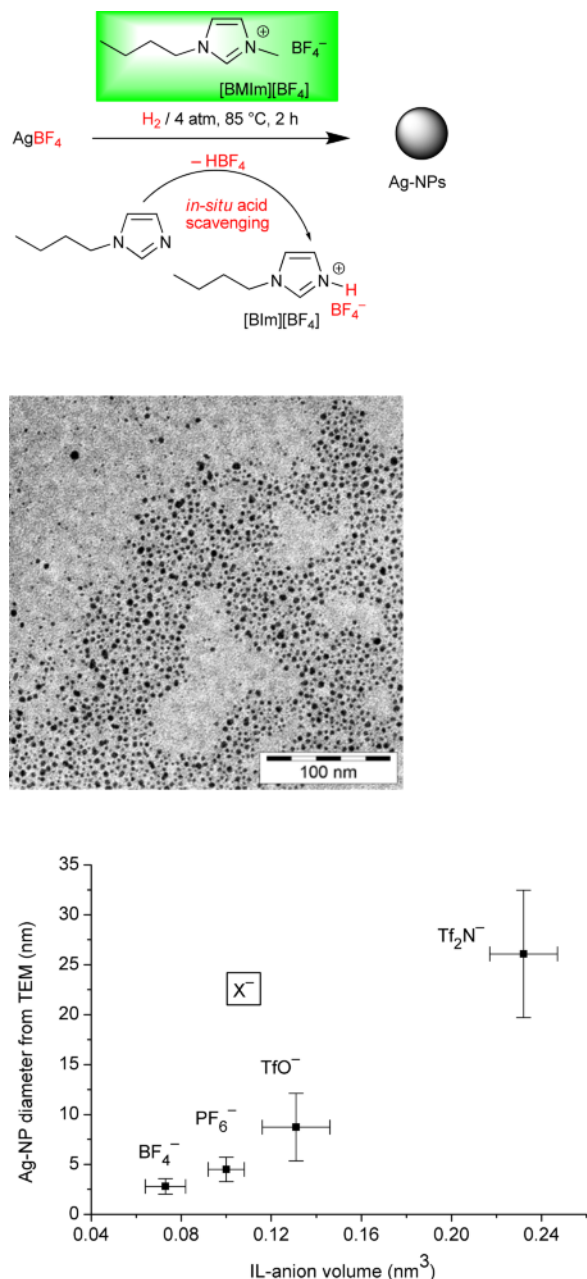 N
⊕
N
BF₄⁻
[BMIm][BF₄]
AgBF₄
H₂ / 4 atm, 85 °C, 2 h
Ag-NPs
– HBF₄
in-situ acid
scavenging
N
N
N
⊕
N
H
BF₄⁻
[BIm][BF₄]
100 nm
Ag-NP diameter from TEM (nm)
35
30
25
20
15
10
5
0
Tf₂N⁻
X⁻
TfO⁻
PF₆⁻
BF₄⁻
0.04
0.08
0.12
0.16
0.20
0.24
IL-anion volume (nm³)